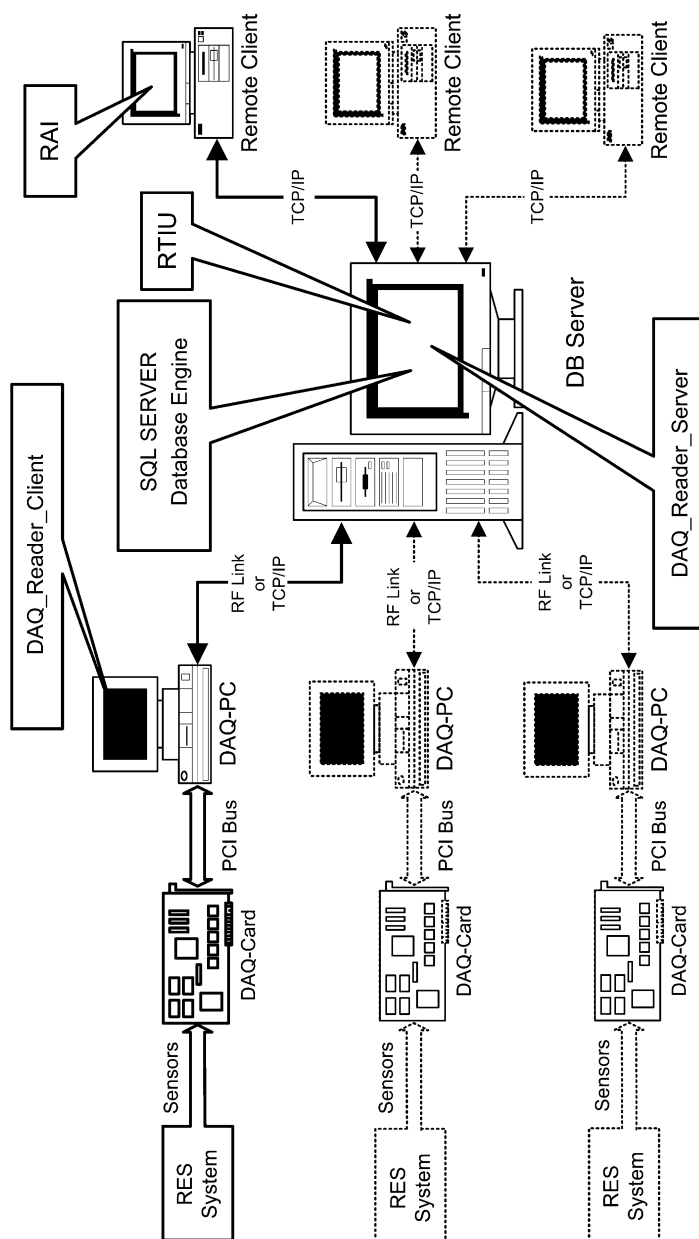 RES
System
Sensors
DAQ-Card
PCI Bus
DAQ-PC
DAQ_Reader_Client
RF Link
or
TCP/IP
SQL SERVER
Database Engine
RTIU
TCP/IP
RAI
Remote Client
RES
System
Sensors
DAQ-Card
PCI Bus
DAQ-PC
RF Link
or
TCP/IP
DB Server
TCP/IP
Remote Client
RES
System
Sensors
DAQ-Card
PCI Bus
DAQ-PC
RF Link
or
TCP/IP
DAQ_Reader_Server
TCP/IP
Remote Client